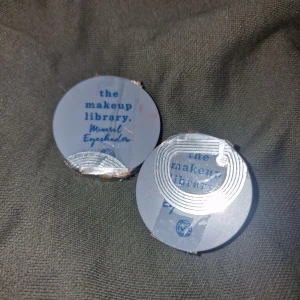 the
makeup
library.
Mineral
Eyeshadow
the
makeup
library.